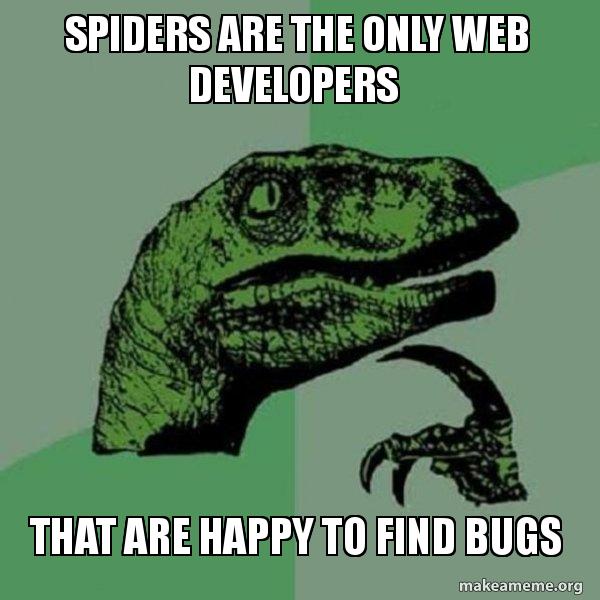 SPIDERS ARE THE ONLY WEB
DEVELOPERS
THAT ARE HAPPY TO FIND BUGS
makeameme.org